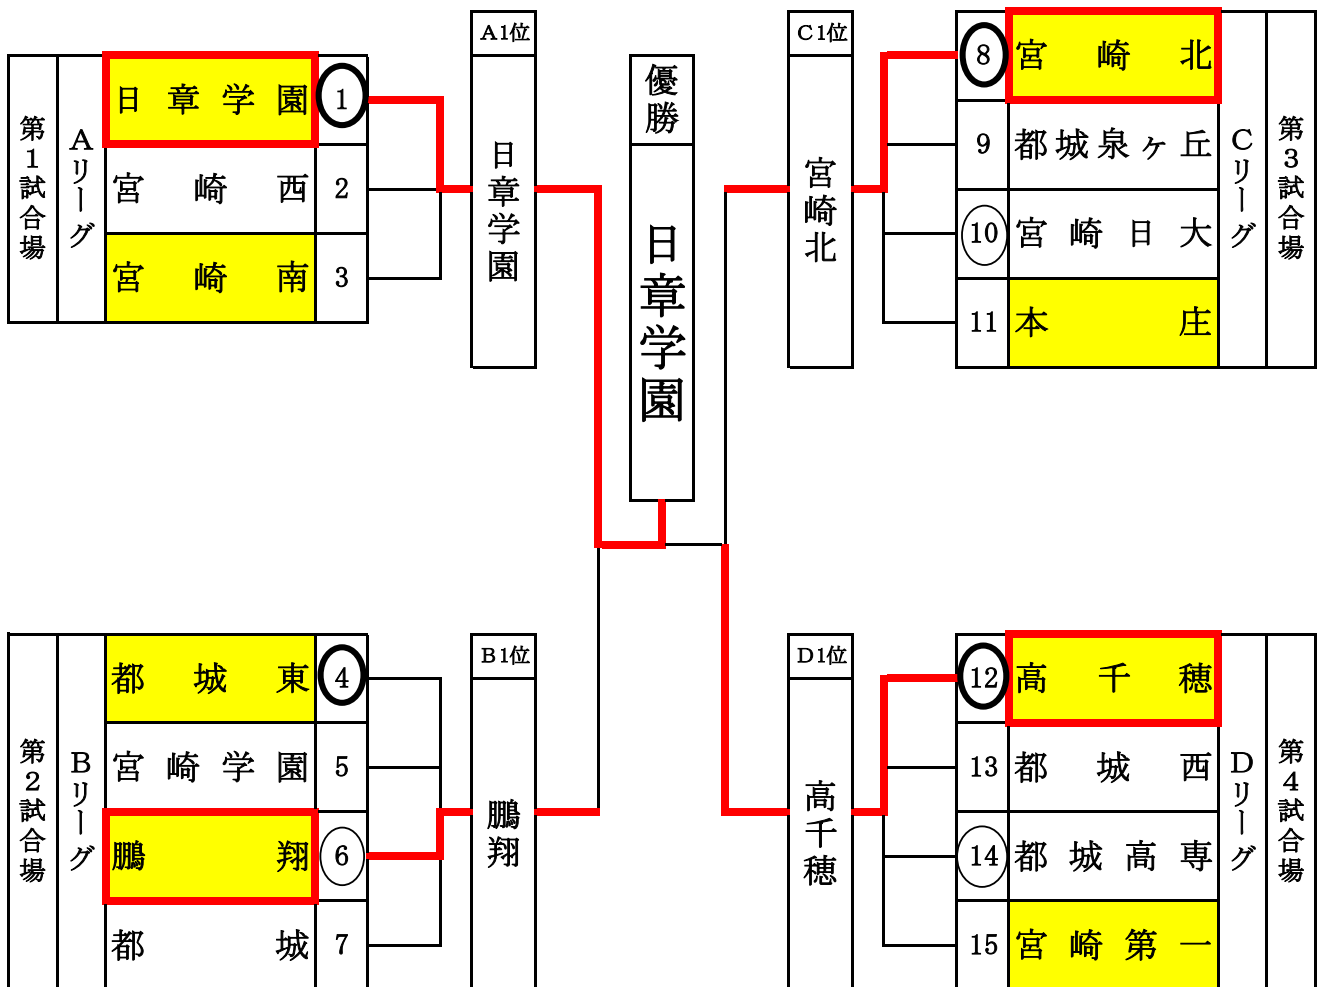 第1試合場
Aリーグ
日章学園 1
宮崎西 2
宮崎南 3
A1位
日章学園
優勝
日章学園
C1位
宮崎北
8 宮崎北
9 都城泉ヶ丘
10 宮崎日大
11 本庄
Cリーグ
第3試合場
第2試合場
Bリーグ
都城東 4
宮崎学園 5
鵬翔 6
都城 7
B1位
鵬翔
D1位
高千穂
12 高千穂
13 都城西
14 都城高専
15 宮崎第一
Dリーグ
第4試合場